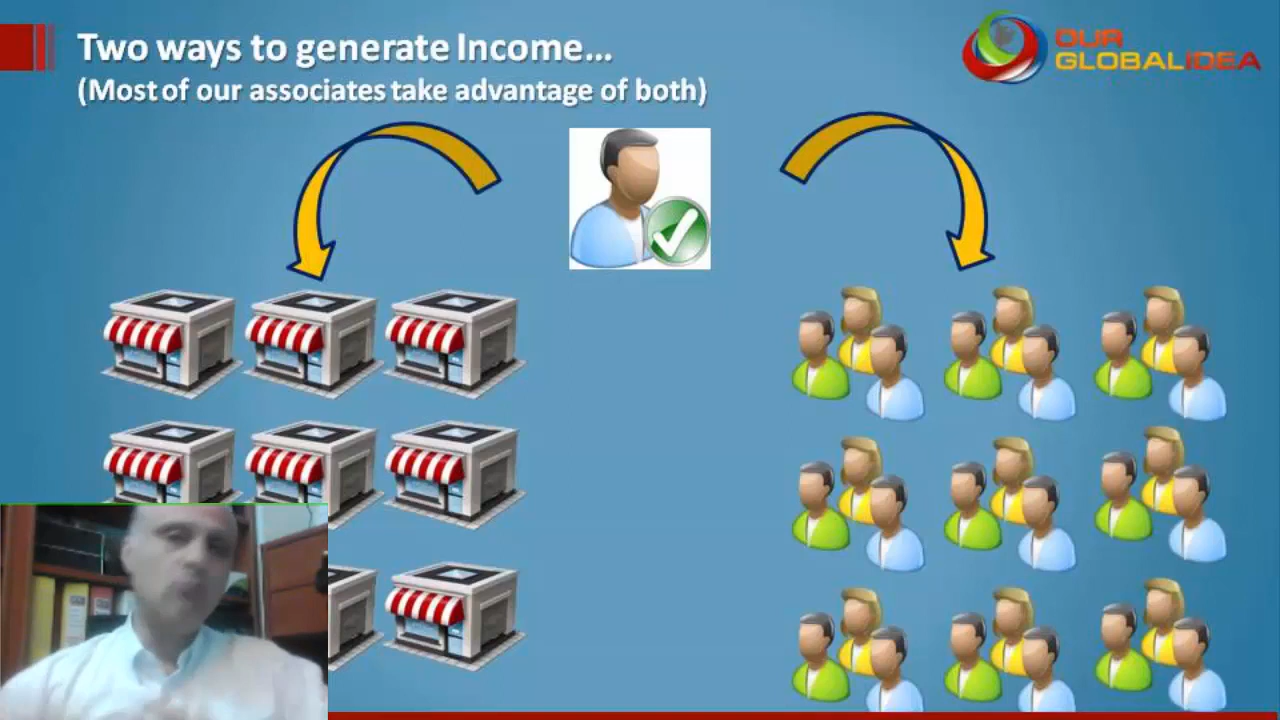 Two ways to generate Income...
(Most of our associates take advantage of both)
OUR
GLOBALIDEA